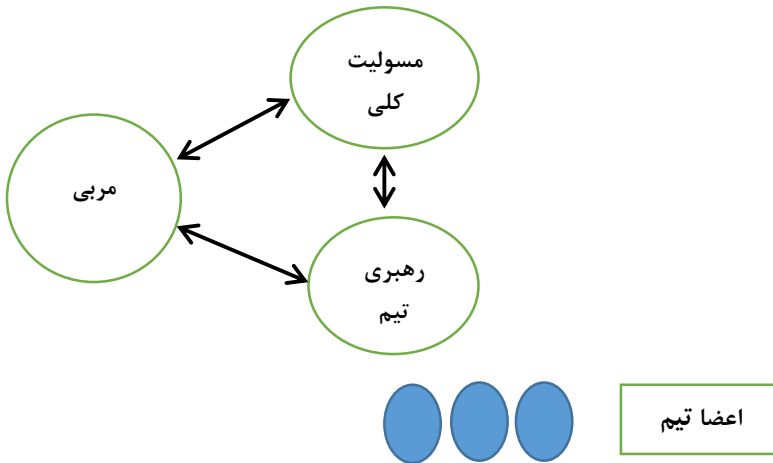 مسولیت
کلی
مربی
رهبری
تیم
اعضا تیم